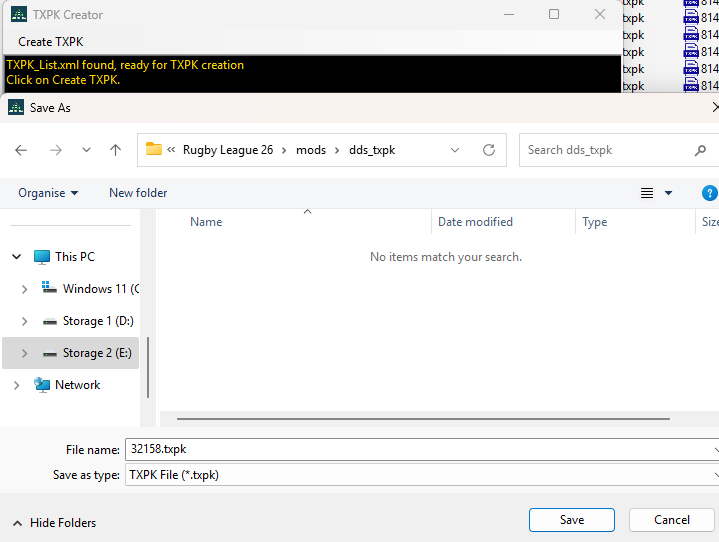 TXPK Creator
Create TXPK
TXPK_List.xml found, ready for TXPK creation
Click on Create TXPK.
txpk TXPK 814
txpk TXPK 814
txpk TXPK 814
txpk TXPK 814
txpk TXPK 814
txpk TXPK 814
Save As
« Rugby League 26 > mods > dds_txpk
Search dds_txpk
Organise
New folder
?
Name
Date modified
Type
Size
No items match your search.
This PC
Windows 11 (C
Storage 1 (D:)
Storage 2 (E:)
Network
File name: 32158.txpk
Save as type: TXPK File (*.txpk)
Hide Folders
Save
Cancel